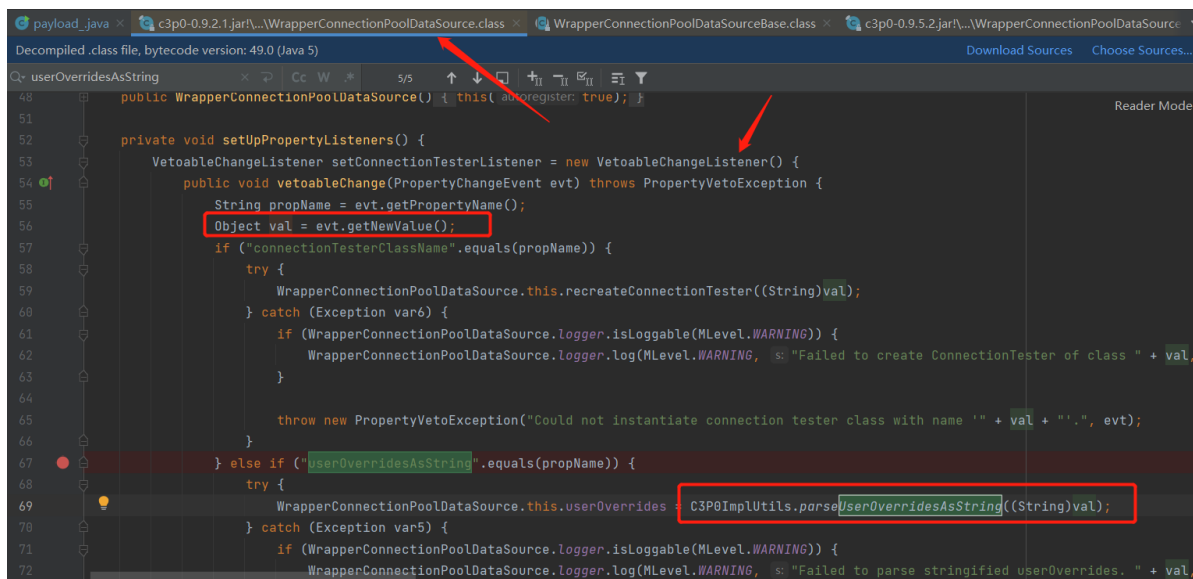 payload_.java × c3p0-0.9.2.1.jar!\...\WrapperConnectionPoolDataSource.class × WrapperConnectionPoolDataSourceBase.class × c3p0-0.9.5.2.jar!\...\WrapperConnectionPoolDataSource
Decompiled .class file, bytecode version: 49.0 (Java 5) Download Sources Choose Sources...
userOverridesAsString × Cc W .* 5/5
Reader Mode
48 public WrapperConnectionPoolDataSource() { this( autoregister: true); }
51
52 private void setUpPropertyListeners() {
53 VetoableChangeListener setConnectionTesterListener = new VetoableChangeListener() {
54 public void vetoableChange(PropertyChangeEvent evt) throws PropertyVetoException {
55 String propName = evt.getPropertyName();
56 Object val = evt.getNewValue();
57 if ("connectionTesterClassName".equals(propName)) {
58 try {
59 WrapperConnectionPoolDataSource.this.recreateConnectionTester((String)val);
60 } catch (Exception var6) {
61 if (WrapperConnectionPoolDataSource.logger.isLoggable(MLevel.WARNING)) {
62 WrapperConnectionPoolDataSource.logger.log(MLevel.WARNING, s: "Failed to create ConnectionTester of class " + val,
63 }
64
65 throw new PropertyVetoException("Could not instantiate connection tester class with name '" + val + "'.", evt);
66 }
67 } else if ("userOverridesAsString".equals(propName)) {
68 try {
69 WrapperConnectionPoolDataSource.this.userOverrides = C3P0ImplUtils.parseUserOverridesAsString((String)val);
70 } catch (Exception var5) {
71 if (WrapperConnectionPoolDataSource.logger.isLoggable(MLevel.WARNING)) {
72 WrapperConnectionPoolDataSource.logger.log(MLevel.WARNING, s: "Failed to parse stringified userOverrides. " + val